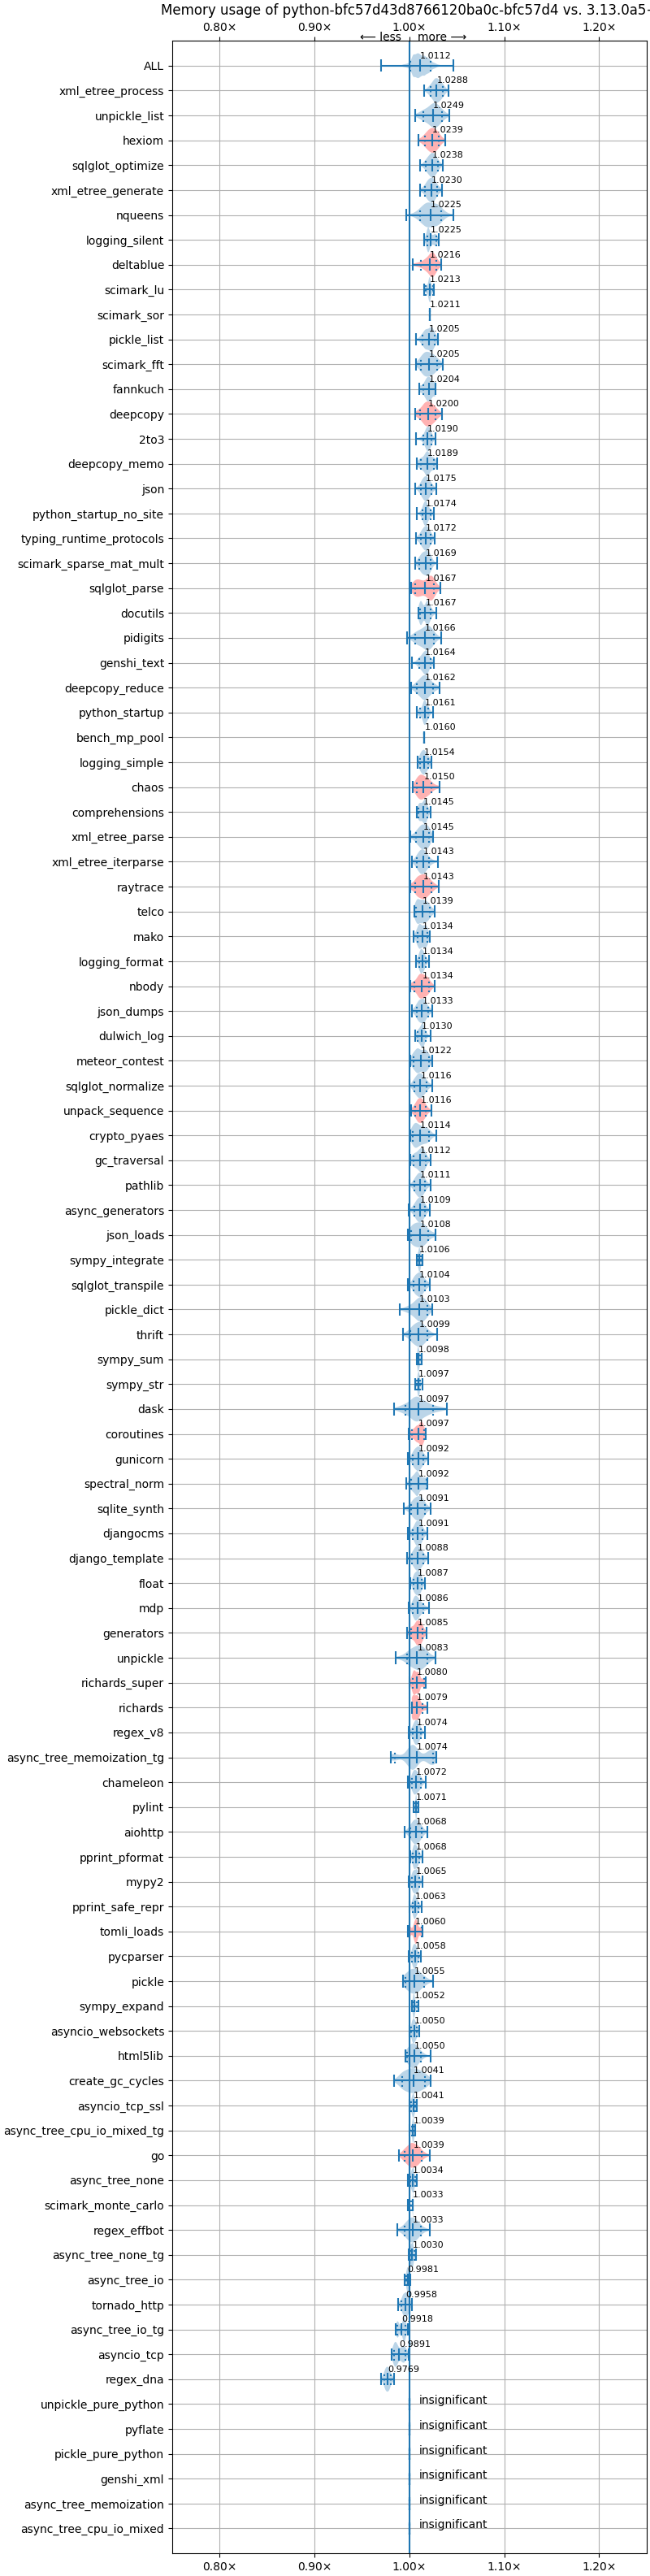 Memory usage of python-bfc57d43d8766120ba0c-bfc57d4 vs. 3.13.0a5-
0.80× 0.90× 1.00× 1.10× 1.20×
⟵ less more ⟶
ALL 1.0112
xml_etree_process 1.0288
unpickle_list 1.0249
hexiom 1.0239
sqlglot_optimize 1.0238
xml_etree_generate 1.0230
nqueens 1.0225
logging_silent 1.0225
deltablue 1.0216
scimark_lu 1.0213
scimark_sor 1.0211
pickle_list 1.0205
scimark_fft 1.0205
fannkuch 1.0204
deepcopy 1.0200
2to3 1.0190
deepcopy_memo 1.0189
json 1.0175
python_startup_no_site 1.0174
typing_runtime_protocols 1.0172
scimark_sparse_mat_mult 1.0169
sqlglot_parse 1.0167
docutils 1.0167
pidigits 1.0166
genshi_text 1.0164
deepcopy_reduce 1.0162
python_startup 1.0161
bench_mp_pool 1.0160
logging_simple 1.0154
chaos 1.0150
comprehensions 1.0145
xml_etree_parse 1.0145
xml_etree_iterparse 1.0143
raytrace 1.0143
telco 1.0139
mako 1.0134
logging_format 1.0134
nbody 1.0134
json_dumps 1.0133
dulwich_log 1.0130
meteor_contest 1.0122
sqlglot_normalize 1.0116
unpack_sequence 1.0116
crypto_pyaes 1.0114
gc_traversal 1.0112
pathlib 1.0111
async_generators 1.0109
json_loads 1.0108
sympy_integrate 1.0106
sqlglot_transpile 1.0104
pickle_dict 1.0103
thrift 1.0099
sympy_sum 1.0098
sympy_str 1.0097
dask 1.0097
coroutines 1.0097
gunicorn 1.0092
spectral_norm 1.0092
sqlite_synth 1.0091
djangocms 1.0091
django_template 1.0088
float 1.0087
mdp 1.0086
generators 1.0085
unpickle 1.0083
richards_super 1.0080
richards 1.0079
regex_v8 1.0074
async_tree_memoization_tg 1.0074
chameleon 1.0072
pylint 1.0071
aiohttp 1.0068
pprint_pformat 1.0068
mypy2 1.0065
pprint_safe_repr 1.0063
tomli_loads 1.0060
pycparser 1.0058
pickle 1.0055
sympy_expand 1.0052
asyncio_websockets 1.0050
html5lib 1.0050
create_gc_cycles 1.0041
asyncio_tcp_ssl 1.0041
async_tree_cpu_io_mixed_tg 1.0039
go 1.0039
async_tree_none 1.0034
scimark_monte_carlo 1.0033
regex_effbot 1.0033
async_tree_none_tg 1.0030
async_tree_io 0.9981
tornado_http 0.9958
async_tree_io_tg 0.9918
asyncio_tcp 0.9891
regex_dna 0.9769
unpickle_pure_python insignificant
pyflate insignificant
pickle_pure_python insignificant
genshi_xml insignificant
async_tree_memoization insignificant
async_tree_cpu_io_mixed insignificant
0.80× 0.90× 1.00× 1.10× 1.20×